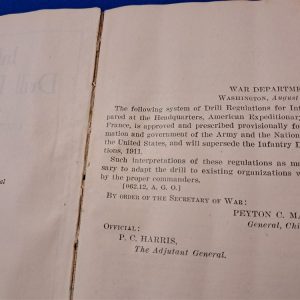 WAR DEPARTME
WASHINGTON, August
The following system of Drill Regulations for Inf
pared at the Headquarters, American Expeditionary
France, is approved and prescribed provisionally fo
mation and government of the Army and the Nation
the United States, and will supersede the Infantry D
tions, 1911.
Such interpretations of these regulations as m
sary to adapt the drill to existing organizations w
by the proper commanders.
[062.12, A. G. O.]
BY ORDER OF THE SECRETARY OF WAR:
PEYTON C. MA
General, Chi
OFFICIAL:
P. C. HARRIS,
The Adjutant General.